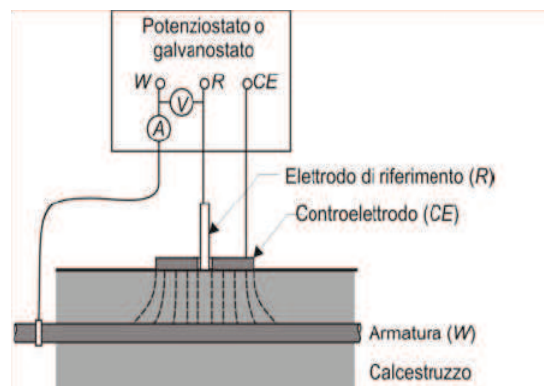 Potenziostato o
galvanostato
W R CE
V
A
Elettrodo di riferimento (R)
Controelettrodo (CE)
Armatura (W)
Calcestruzzo